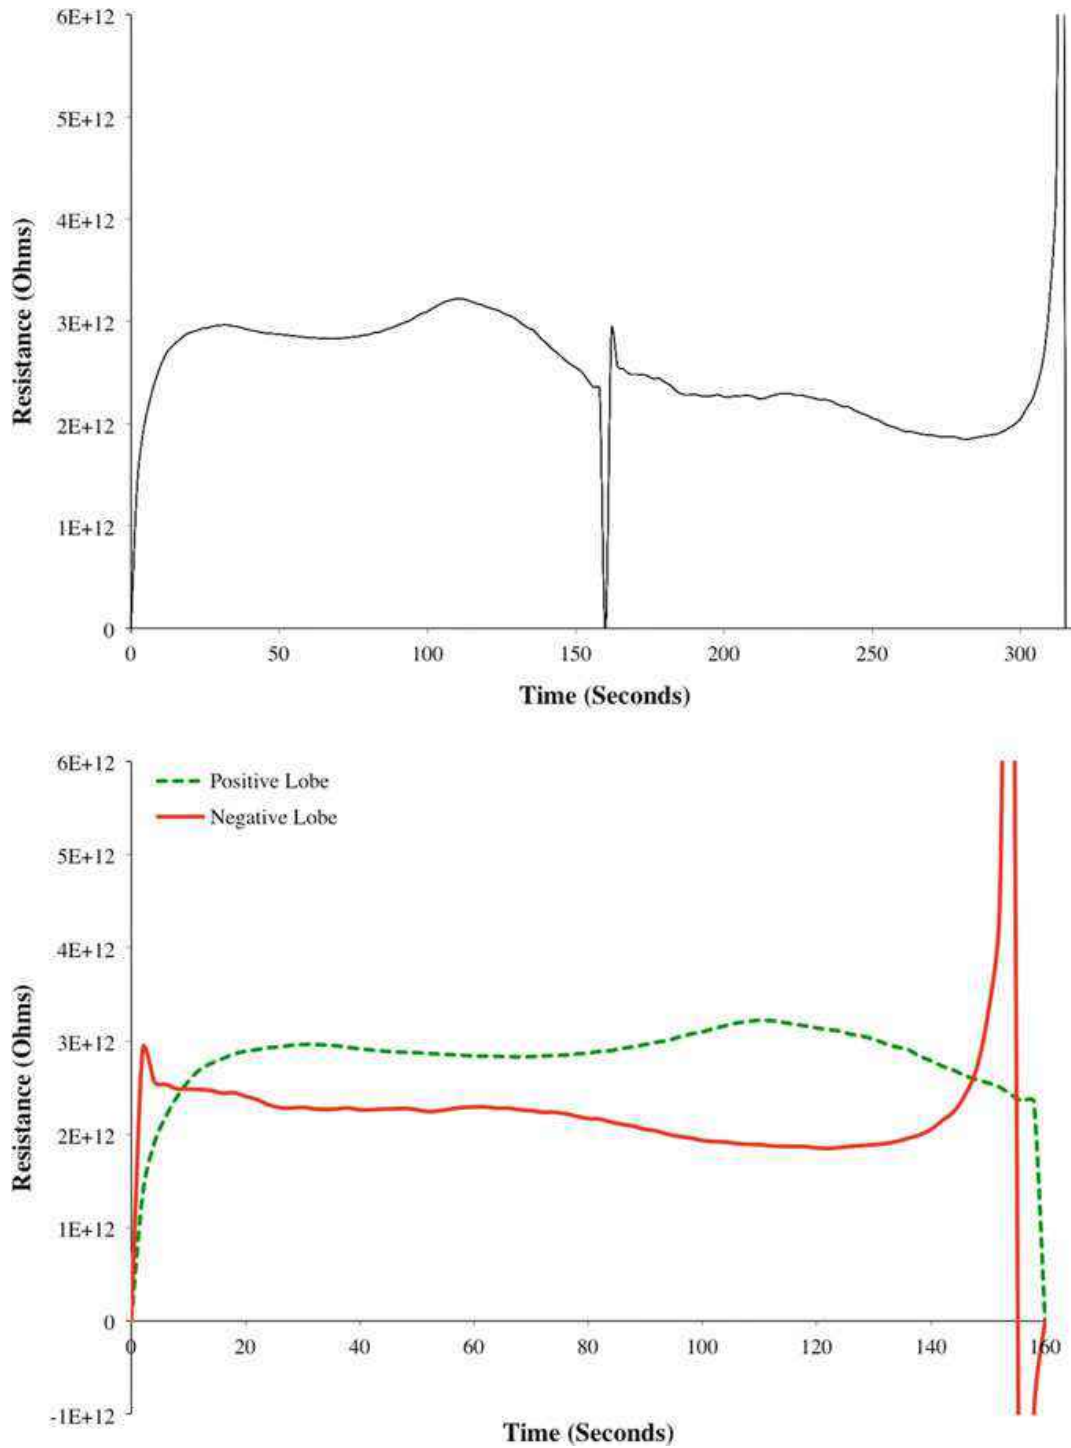 6E+12
5E+12
4E+12
3E+12
2E+12
1E+12
0
Resistance (Ohms)
0 50 100 150 200 250 300
Time (Seconds)
6E+12
5E+12
4E+12
3E+12
2E+12
1E+12
0
-1E+12
Resistance (Ohms)
Positive Lobe
Negative Lobe
0 20 40 60 80 100 120 140 160
Time (Seconds)